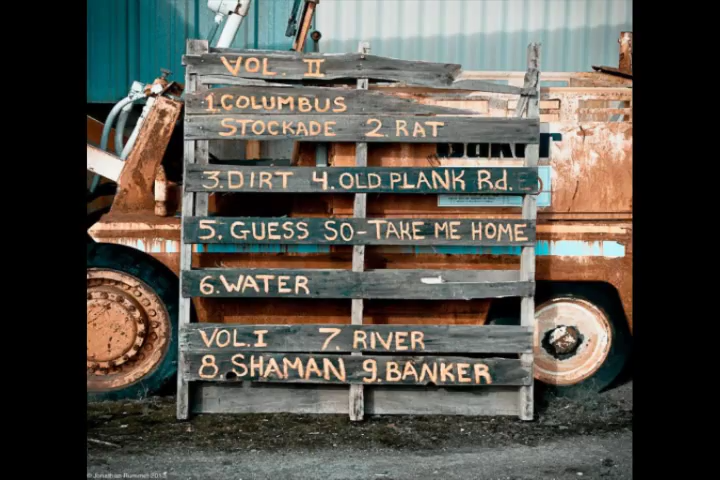 VOL. II
1. COLUMBUS
STOCKADE 2. RAT
3. DIRT 4. OLD PLANK Rd.
5. GUESS SO-TAKE ME HOME
6. WATER
VOL. I 7. RIVER
8. SHAMAN 9. BANKER